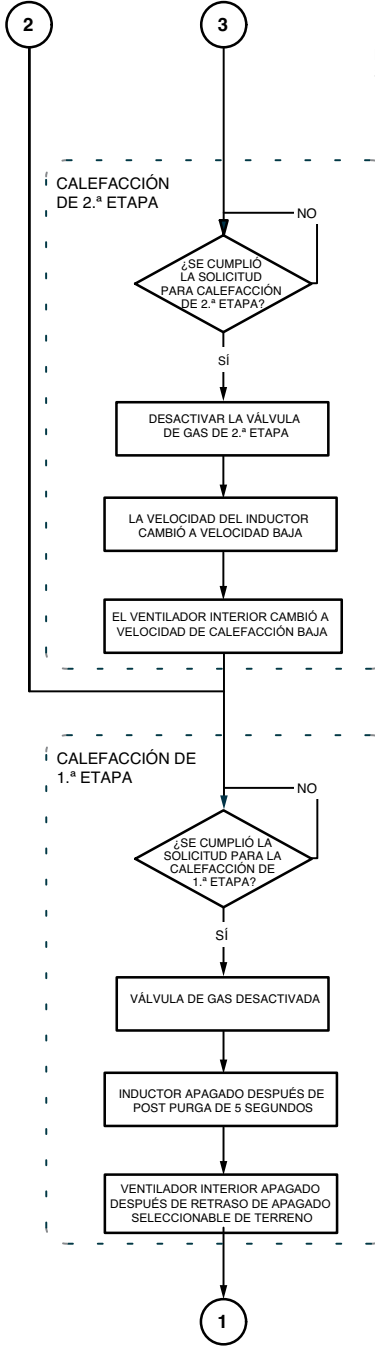 2
3
CALEFACCIÓN
DE 2.ª ETAPA
NO
¿SE CUMPLIÓ
LA SOLICITUD
PARA CALEFACCIÓN
DE 2.ª ETAPA?
SÍ
DESACTIVAR LA VÁLVULA
DE GAS DE 2.ª ETAPA
LA VELOCIDAD DEL INDUCTOR
CAMBIÓ A VELOCIDAD BAJA
EL VENTILADOR INTERIOR CAMBIÓ A
VELOCIDAD DE CALEFACCIÓN BAJA
CALEFACCIÓN DE
1.ª ETAPA
NO
¿SE CUMPLIÓ LA
SOLICITUD PARA LA
CALEFACCIÓN DE
1.ª ETAPA?
SÍ
VÁLVULA DE GAS DESACTIVADA
INDUCTOR APAGADO DESPUÉS DE
POST PURGA DE 5 SEGUNDOS
VENTILADOR INTERIOR APAGADO
DESPUÉS DE RETRASO DE APAGADO
SELECCIONABLE DE TERRENO
1